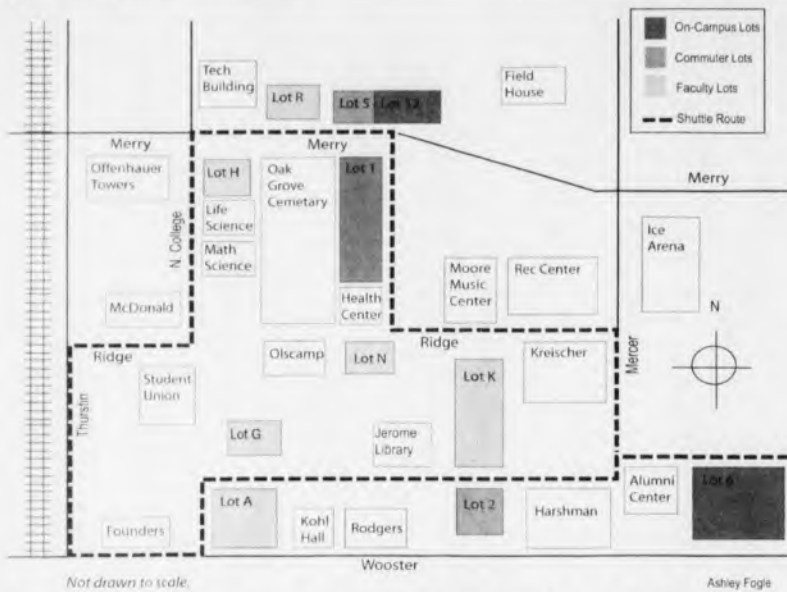 On-Campus Lots
Commuter Lots
Faculty Lots
Shuttle Route
Tech
Building
Lot R
Lot 5
Lot
Field
House
Merry
Merry
Merry
Offenhauer
Towers
N. College
Lot H
Life
Science
Math
Science
Oak
Grove
Cemetary
Lot 1
Health
Center
Moore
Music
Center
Rec Center
Ice
Arena
N
McDonald
Ridge
Ridge
Mercer
Thurstin
Student
Union
Olscamp
Lot N
Lot K
Kreischer
Lot G
Jerome
Library
Alumni
Center
Lot 6
Founders
Lot A
Kohl
Hall
Rodgers
Lot 2
Harshman
Wooster
Not drawn to scale.
Ashley Fogle